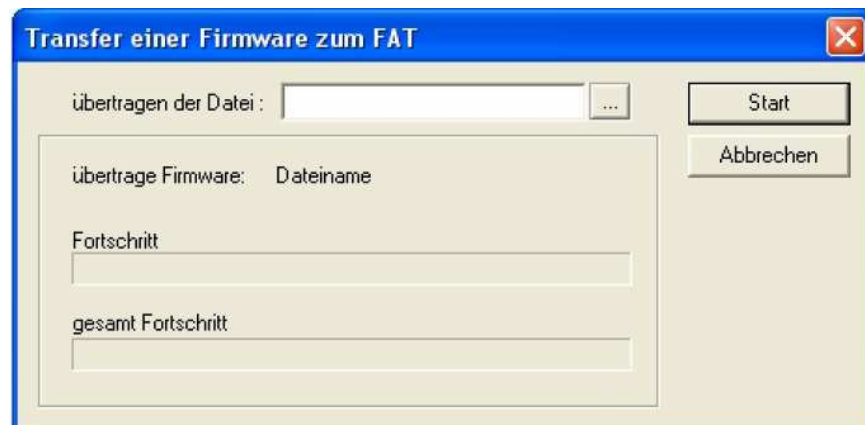 Transfer einer Firmware zum FAT
übertragen der Datei : ... Start
Abbrechen
übertrage Firmware: Dateiname
Fortschritt
gesamt Fortschritt